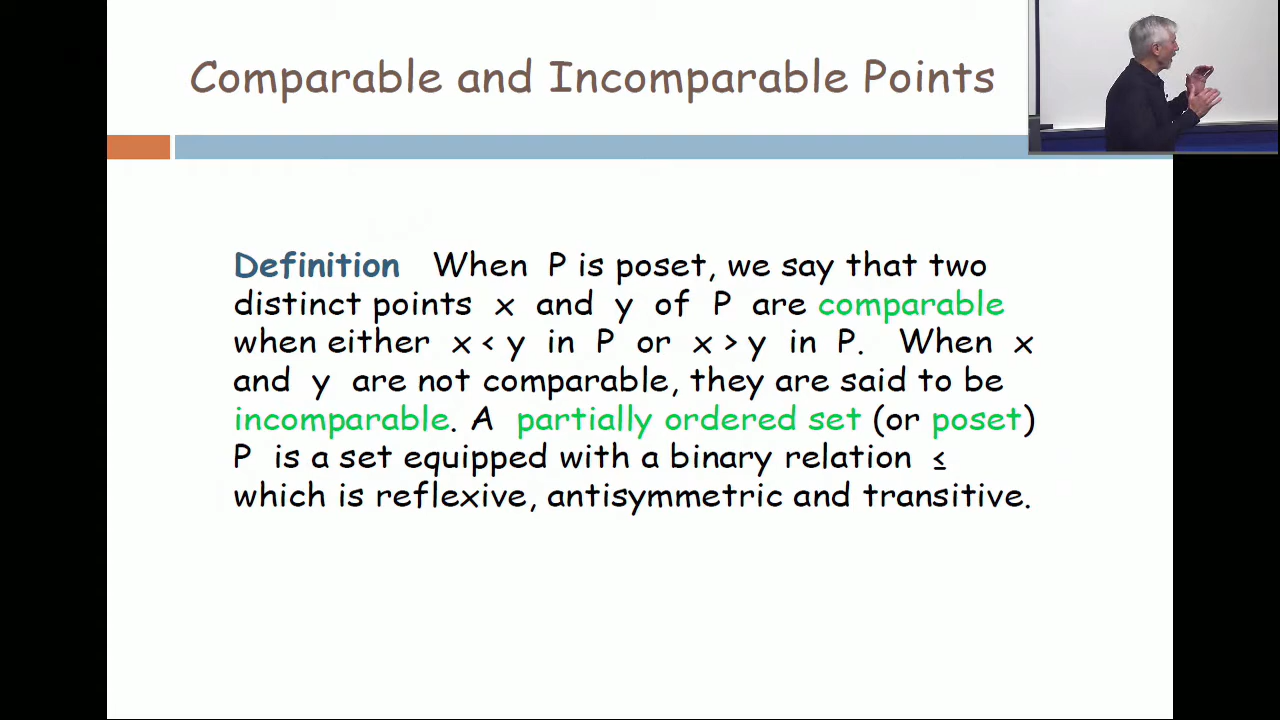 Comparable and Incomparable Points
Definition When P is poset, we say that two
distinct points x and y of P are comparable
when either x < y in P or x > y in P. When x
and y are not comparable, they are said to be
incomparable. A partially ordered set (or poset)
P is a set equipped with a binary relation ≤
which is reflexive, antisymmetric and transitive.